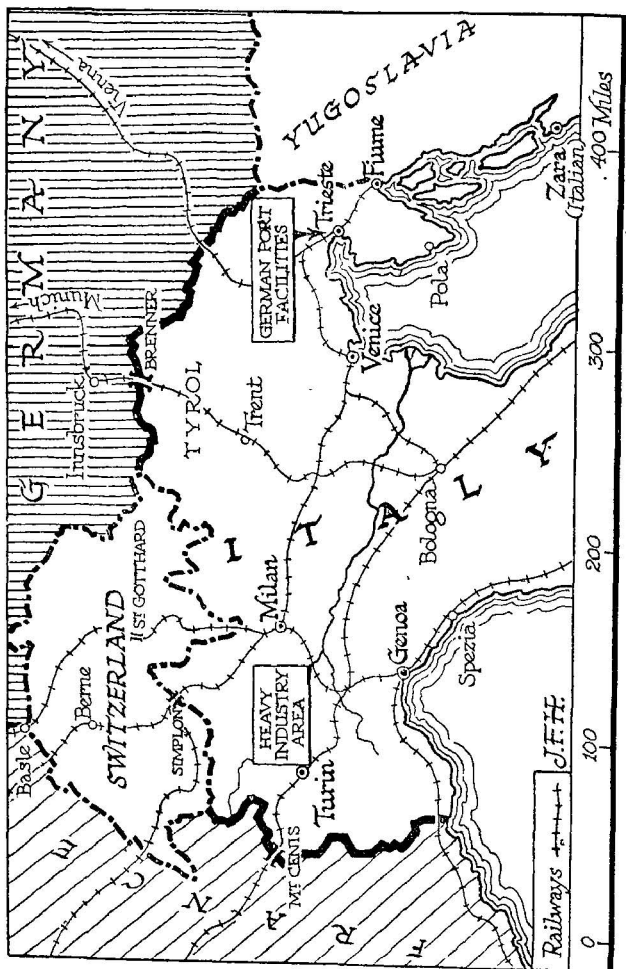 GERMANY
Vienna
Munich
Innsbruck
BRENNER
TYROL
Trent
YUGOSLAVIA
GERMAN PORT
FACILITIES
Trieste
Fiume
Pola
Zara
(Italian)
Venice
Basle
Berne
SWITZERLAND
ST GOTTHARD
SIMPLON
Milan
HEAVY
INDUSTRY
AREA
Turin
MT CENIS
FRANCE
ITALIA
Bologna
Genoa
Spezia
Railways
J.F.H.
0
100
200
300
400 Miles